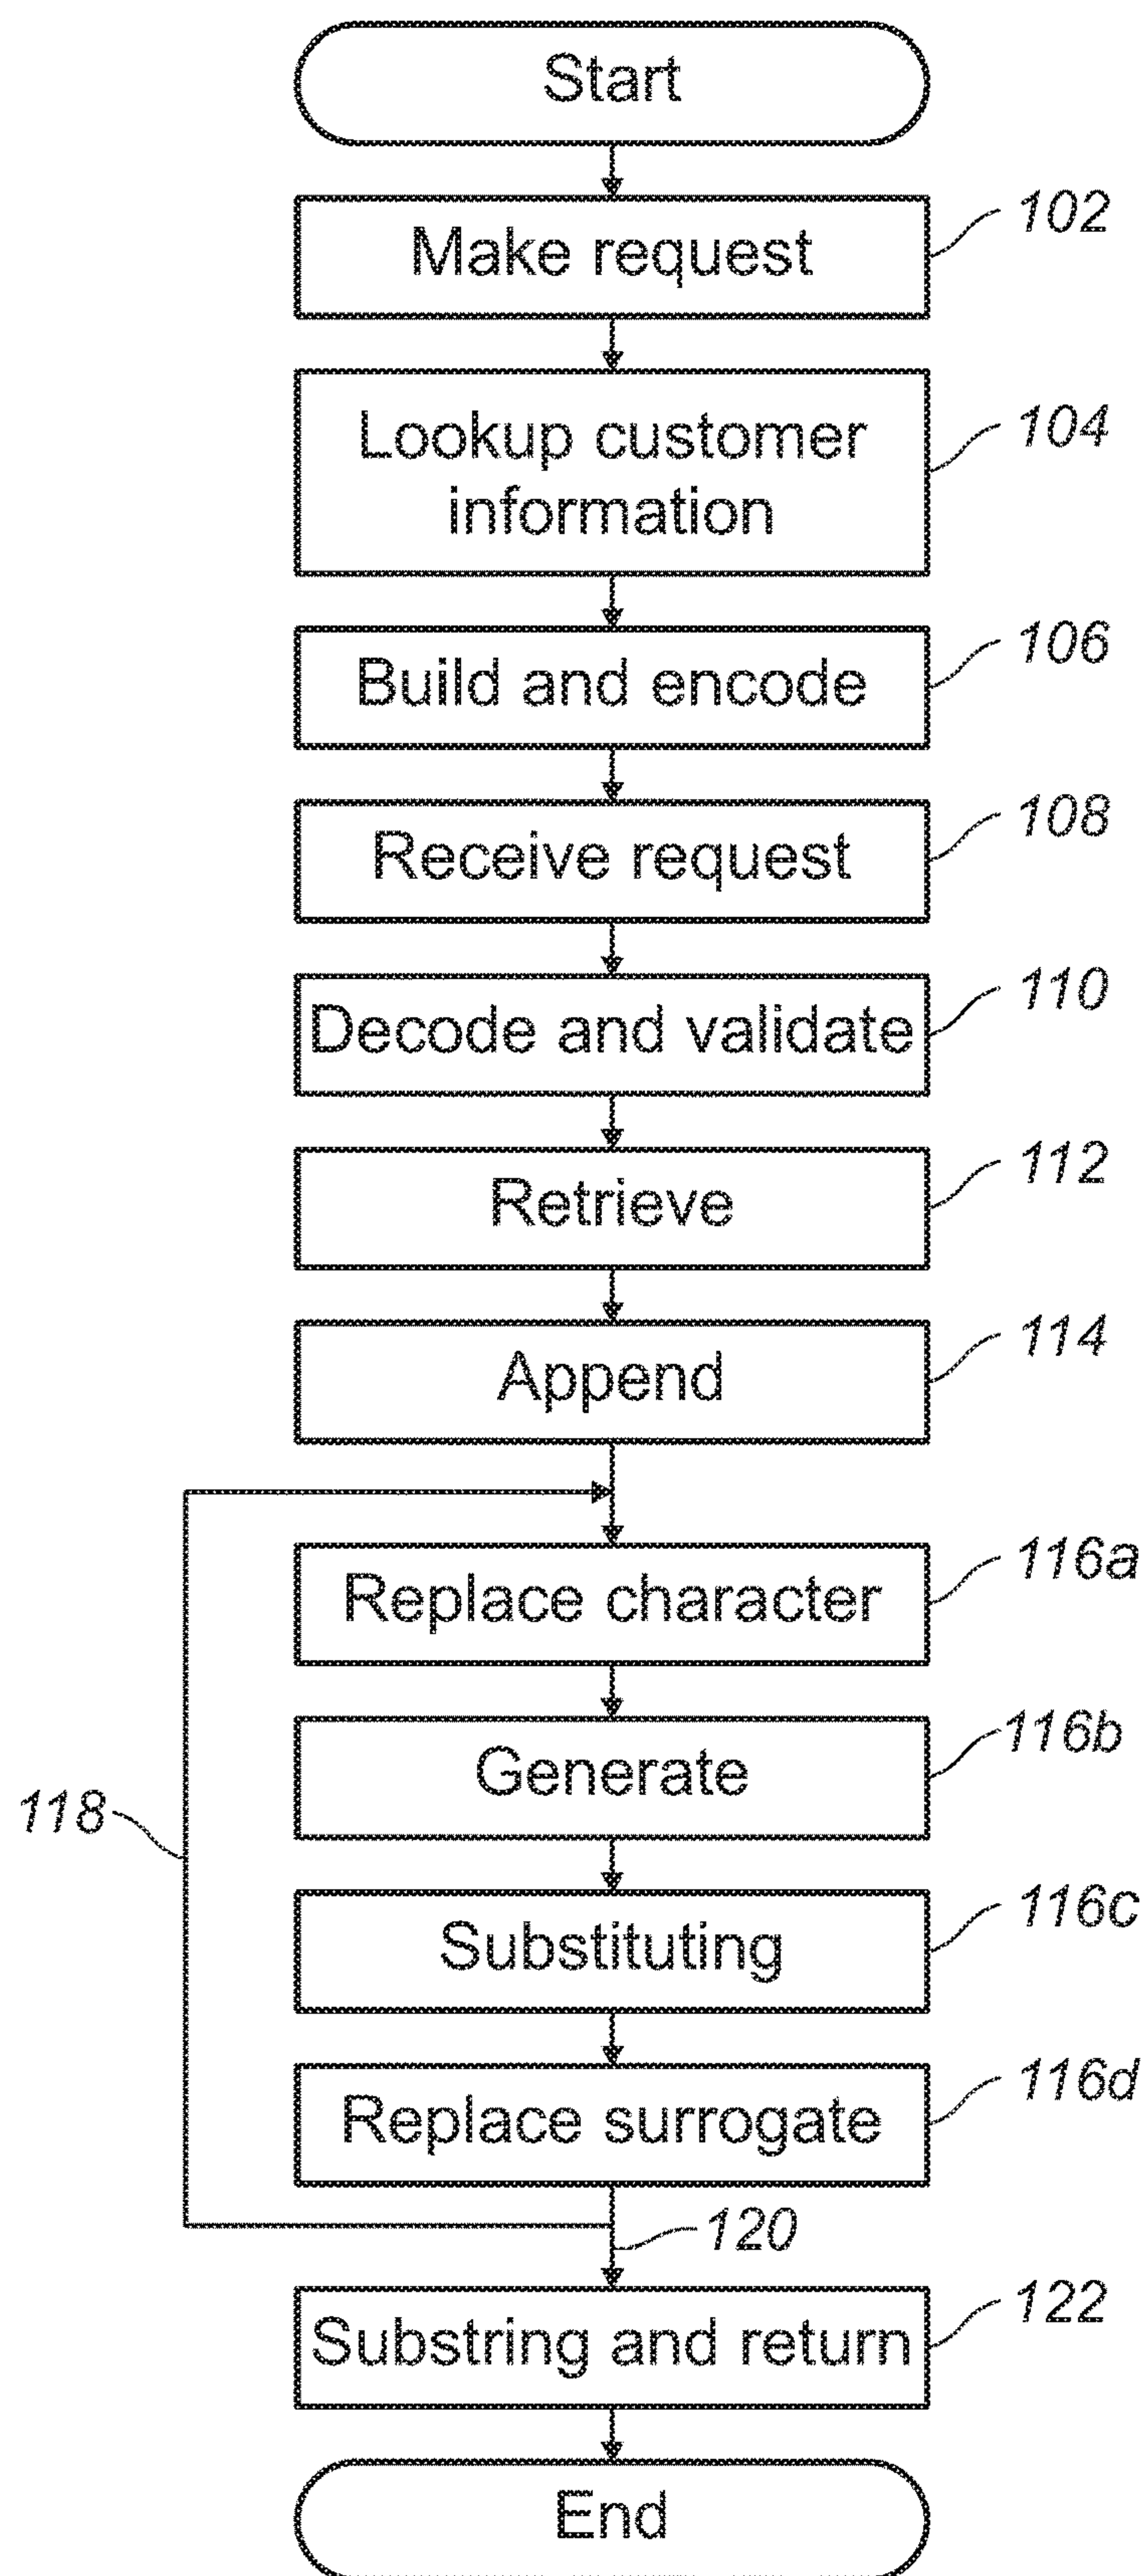 Start
Make request
102
Lookup customer
information
104
Build and encode
106
Receive request
108
Decode and validate
110
Retrieve
112
Append
114
Replace character
116a
Generate
116b
118
Substituting
116c
Replace surrogate
116d
120
Substring and return
122
End